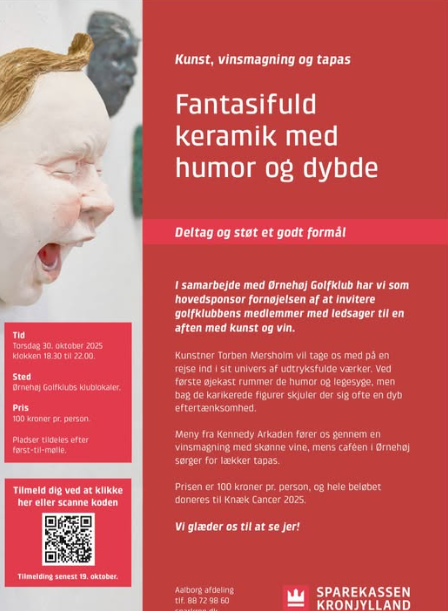 Kunst, vinsmagning og tapas
Fantasifuld
keramik med
humor og dybde
Deltag og støt et godt formål
I samarbejde med Ørnehøj Golfklub har vi som
hovedsponsor fornøjelsen af at invitere
golfklubbens medlemmer med ledsager til en
aften med kunst og vin.
Kunstner Torben Mersholm vil tage os med på en
rejse ind i sit univers af udtryksfulde værker. Ved
første øjekast rummer de humor og legesyge, men
bag de karikerede figurer skjuler der sig ofte en dyb
eftertænksomhed.
Meny fra Kennedy Arkaden fører os gennem en
vinsmagning med skønne vine, mens caféen i Ørnehøj
sørger for lækker tapas.
Prisen er 100 kroner pr. person, og hele beløbet
doneres til Knæk Cancer 2025.
Vi glæder os til at se jer!
Tid
Torsdag 30. oktober 2025
klokken 18.30 til 22.00.
Sted
Ørnehøj Golfklubs klublokaler.
Pris
100 kroner pr. person.
Pladser tildeles efter
først-til-mølle.
Tilmeld dig ved at klikke
her eller scanne koden
Tilmelding senest 19. oktober.
Aalborg afdeling
tlf. 88 72 98 60
SPAREKASSEN
KRONJYLLAND